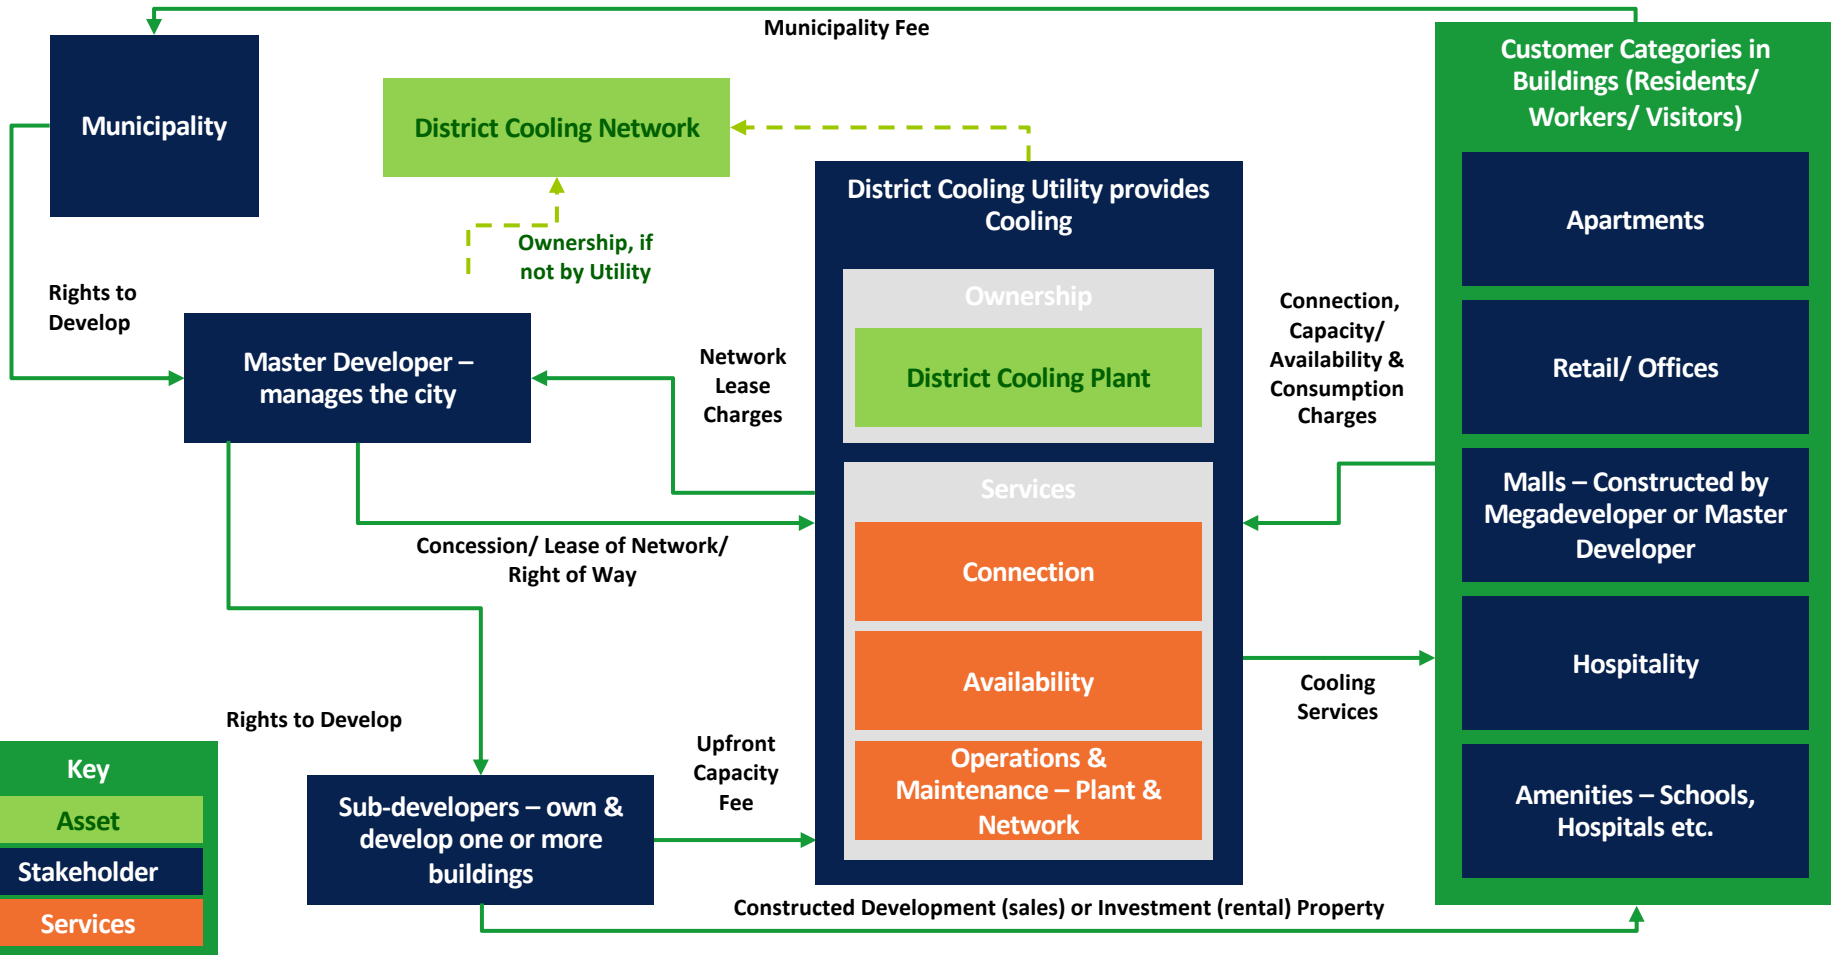 Municipality Fee
Municipality
District Cooling Network
Ownership, if
not by Utility
Rights to
Develop
Master Developer –
manages the city
Network
Lease
Charges
Concession/ Lease of Network/
Right of Way
Rights to Develop
Sub-developers – own &
develop one or more
buildings
Upfront
Capacity
Fee
District Cooling Utility provides
Cooling
Ownership
District Cooling Plant
Services
Connection
Availability
Operations &
Maintenance – Plant &
Network
Connection,
Capacity/
Availability &
Consumption
Charges
Cooling
Services
Customer Categories in
Buildings (Residents/
Workers/ Visitors)
Apartments
Retail/ Offices
Malls – Constructed by
Megadeveloper or Master
Developer
Hospitality
Amenities – Schools,
Hospitals etc.
Constructed Development (sales) or Investment (rental) Property
Key
Asset
Stakeholder
Services